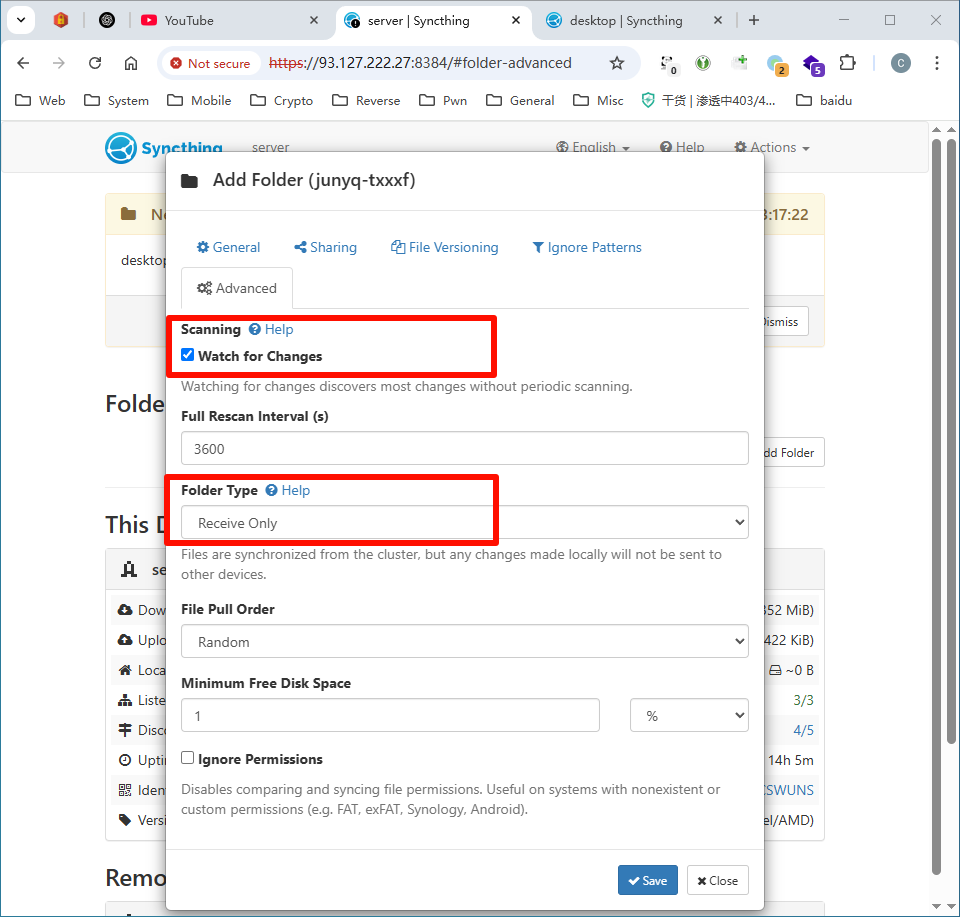 YouTube
server | Syncthing
desktop | Syncthing
Not secure https://93.127.222.27:8384/#folder-advanced
0
2
5
C
Web System Mobile Crypto Reverse Pwn General Misc 干货 | 渗透中403/4... baidu
Syncthing server English Help Actions
Add Folder (junyq-txxxf)
:17:22
General Sharing File Versioning Ignore Patterns
Advanced
Scanning Help
Watch for Changes
Watching for changes discovers most changes without periodic scanning.
Full Rescan Interval (s)
3600
Folder Type Help
Receive Only
Files are synchronized from the cluster, but any changes made locally will not be sent to
other devices.
File Pull Order
Random
Minimum Free Disk Space
1 %
Ignore Permissions
Disables comparing and syncing file permissions. Useful on systems with nonexistent or
custom permissions (e.g. FAT, exFAT, Synology, Android).
Save Close
desktop
Dismiss
Folde
dd Folder
This D
se
Dow 352 MiB)
Uplo 422 KiB)
Loca ~0 B
Liste 3/3
Disco 4/5
Uptin 14h 5m
Iden CSWUNS
Versi el/AMD)
Remo